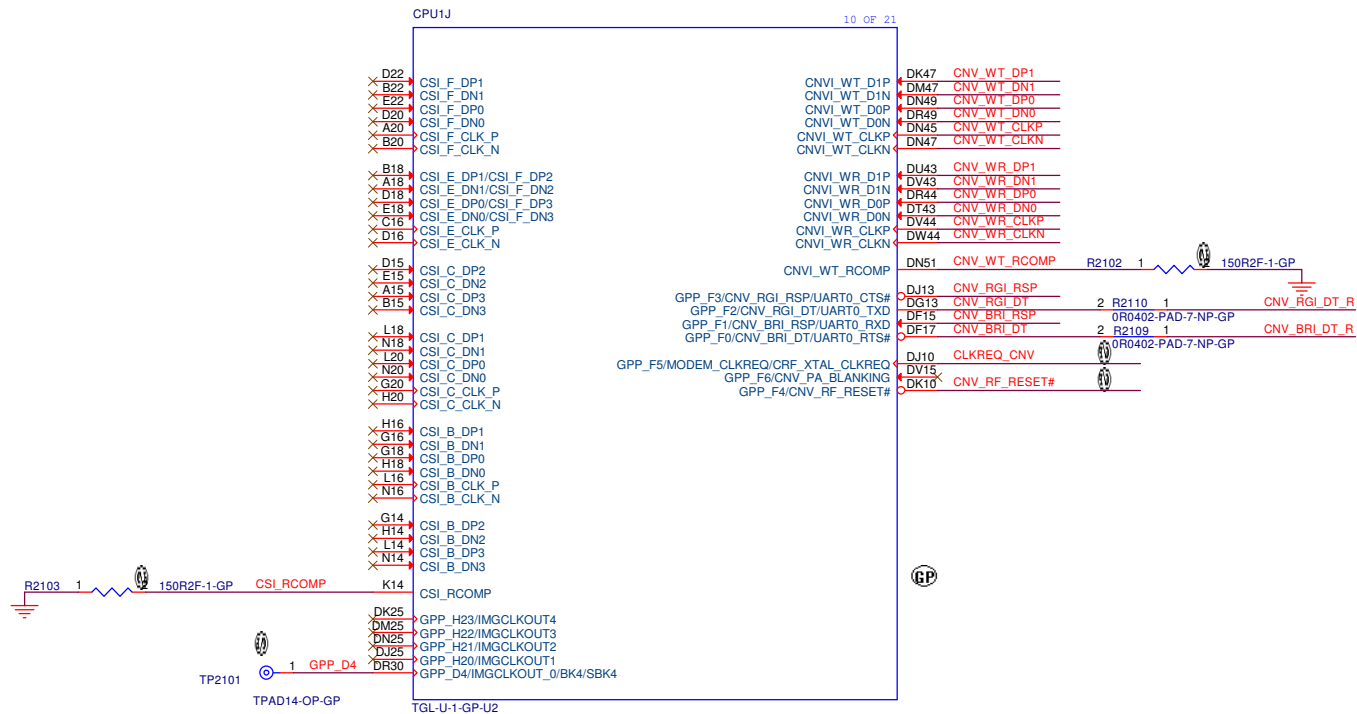 CPU1J
10 OF 21
D22 CSI_F_DP1
B22 CSI_F_DN1
E22 CSI_F_DP0
D20 CSI_F_DN0
A20 CSI_F_CLK_P
B20 CSI_F_CLK_N
B18 CSI_E_DP1/CSI_F_DP2
A18 CSI_E_DN1/CSI_F_DN2
D18 CSI_E_DP0/CSI_F_DP3
E18 CSI_E_DN0/CSI_F_DN3
C16 CSI_E_CLK_P
D16 CSI_E_CLK_N
D15 CSI_C_DP2
E15 CSI_C_DN2
A15 CSI_C_DP3
B15 CSI_C_DN3
L18 CSI_C_DP1
N18 CSI_C_DN1
L20 CSI_C_DP0
N20 CSI_C_DN0
G20 CSI_C_CLK_P
H20 CSI_C_CLK_N
H16 CSI_B_DP1
G16 CSI_B_DN1
G18 CSI_B_DP0
H18 CSI_B_DN0
L16 CSI_B_CLK_P
N16 CSI_B_CLK_N
G14 CSI_B_DP2
H14 CSI_B_DN2
L14 CSI_B_DP3
N14 CSI_B_DN3
R2103 1 2 150R2F-1-GP CSI_RCOMP K14 CSI_RCOMP
DK25 GPP_H23/IMGCLKOUT4
DM25 GPP_H22/IMGCLKOUT3
DN25 GPP_H21/IMGCLKOUT2
DJ25 GPP_H20/IMGCLKOUT1
TP2101 1 GPP_D4 DR30 GPP_D4/IMGCLKOUT_0/BK4/SBK4
TPAD14-OP-GP
CNVI_WT_D1P DK47 CNV_WT_DP1
CNVI_WT_D1N DM47 CNV_WT_DN1
CNVI_WT_D0P DN49 CNV_WT_DP0
CNVI_WT_D0N DR49 CNV_WT_DN0
CNVI_WT_CLKP DN45 CNV_WT_CLKP
CNVI_WT_CLKN DN47 CNV_WT_CLKN
CNVI_WR_D1P DU43 CNV_WR_DP1
CNVI_WR_D1N DV43 CNV_WR_DN1
CNVI_WR_D0P DR44 CNV_WR_DP0
CNVI_WR_D0N DT43 CNV_WR_DN0
CNVI_WR_CLKP DV44 CNV_WR_CLKP
CNVI_WR_CLKN DW44 CNV_WR_CLKN
CNVI_WT_RCOMP DN51 CNV_WT_RCOMP R2102 1 2 150R2F-1-GP
GPP_F3/CNV_RGI_RSP/UART0_CTS# DJ13 CNV_RGI_RSP
GPP_F2/CNV_RGI_DT/UART0_TXD DG13 CNV_RGI_DT 2 R2110 1 CNV_RGI_DT_R
0R0402-PAD-7-NP-GP
GPP_F1/CNV_BRI_RSP/UART0_RXD DF15 CNV_BRI_RSP
GPP_F0/CNV_BRI_DT/UART0_RTS# DF17 CNV_BRI_DT 2 R2109 1 CNV_BRI_DT_R
0R0402-PAD-7-NP-GP
GPP_F5/MODEM_CLKREQ/CRF_XTAL_CLKREQ DJ10 CLKREQ_CNV
GPP_F6/CNV_PA_BLANKING DV15
GPP_F4/CNV_RF_RESET# DK10 CNV_RF_RESET#
GP
TGL-U-1-GP-U2